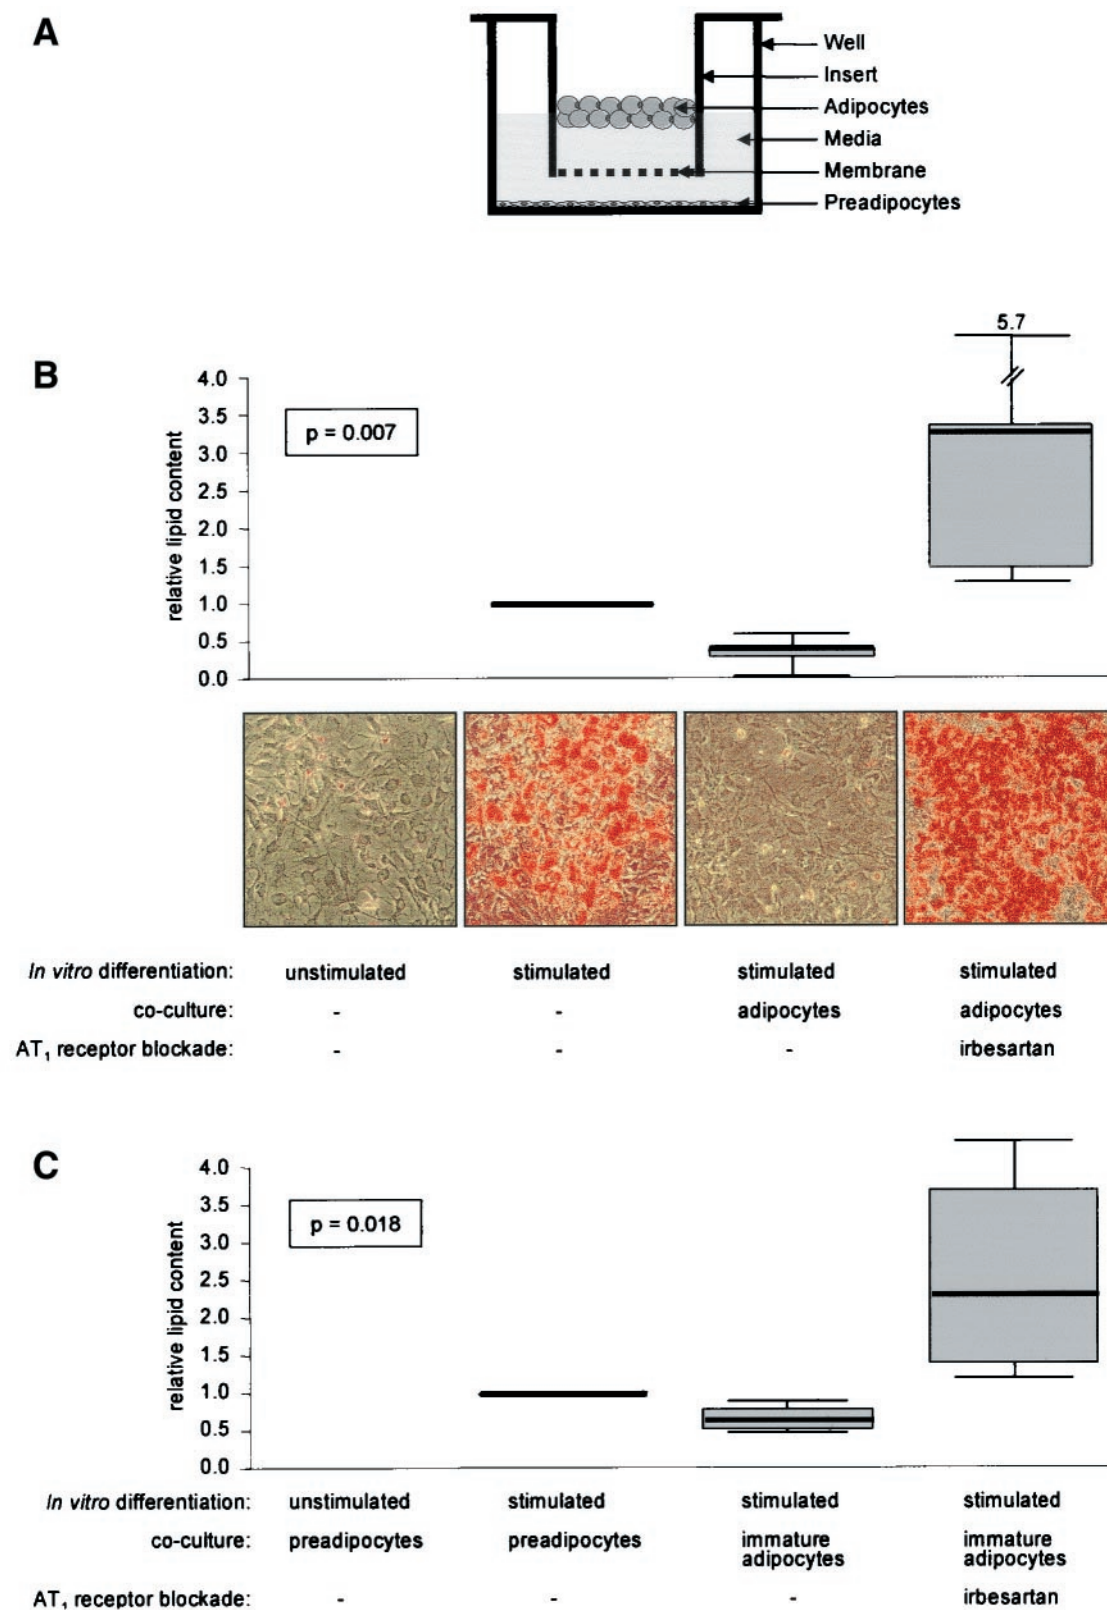 A
Well
Insert
Adipocytes
Media
Membrane
Preadipocytes
B
5.7
relative lipid content
4.0
3.5
3.0
2.5
2.0
1.5
1.0
0.5
0.0
p = 0.007
In vitro differentiation: unstimulated stimulated stimulated stimulated
co-culture: - - adipocytes adipocytes
AT1 receptor blockade: - - - irbesartan
C
relative lipid content
4.0
3.5
3.0
2.5
2.0
1.5
1.0
0.5
0.0
p = 0.018
In vitro differentiation: unstimulated stimulated stimulated stimulated
co-culture: preadipocytes preadipocytes immature immature
adipocytes adipocytes
AT1 receptor blockade: - - - irbesartan